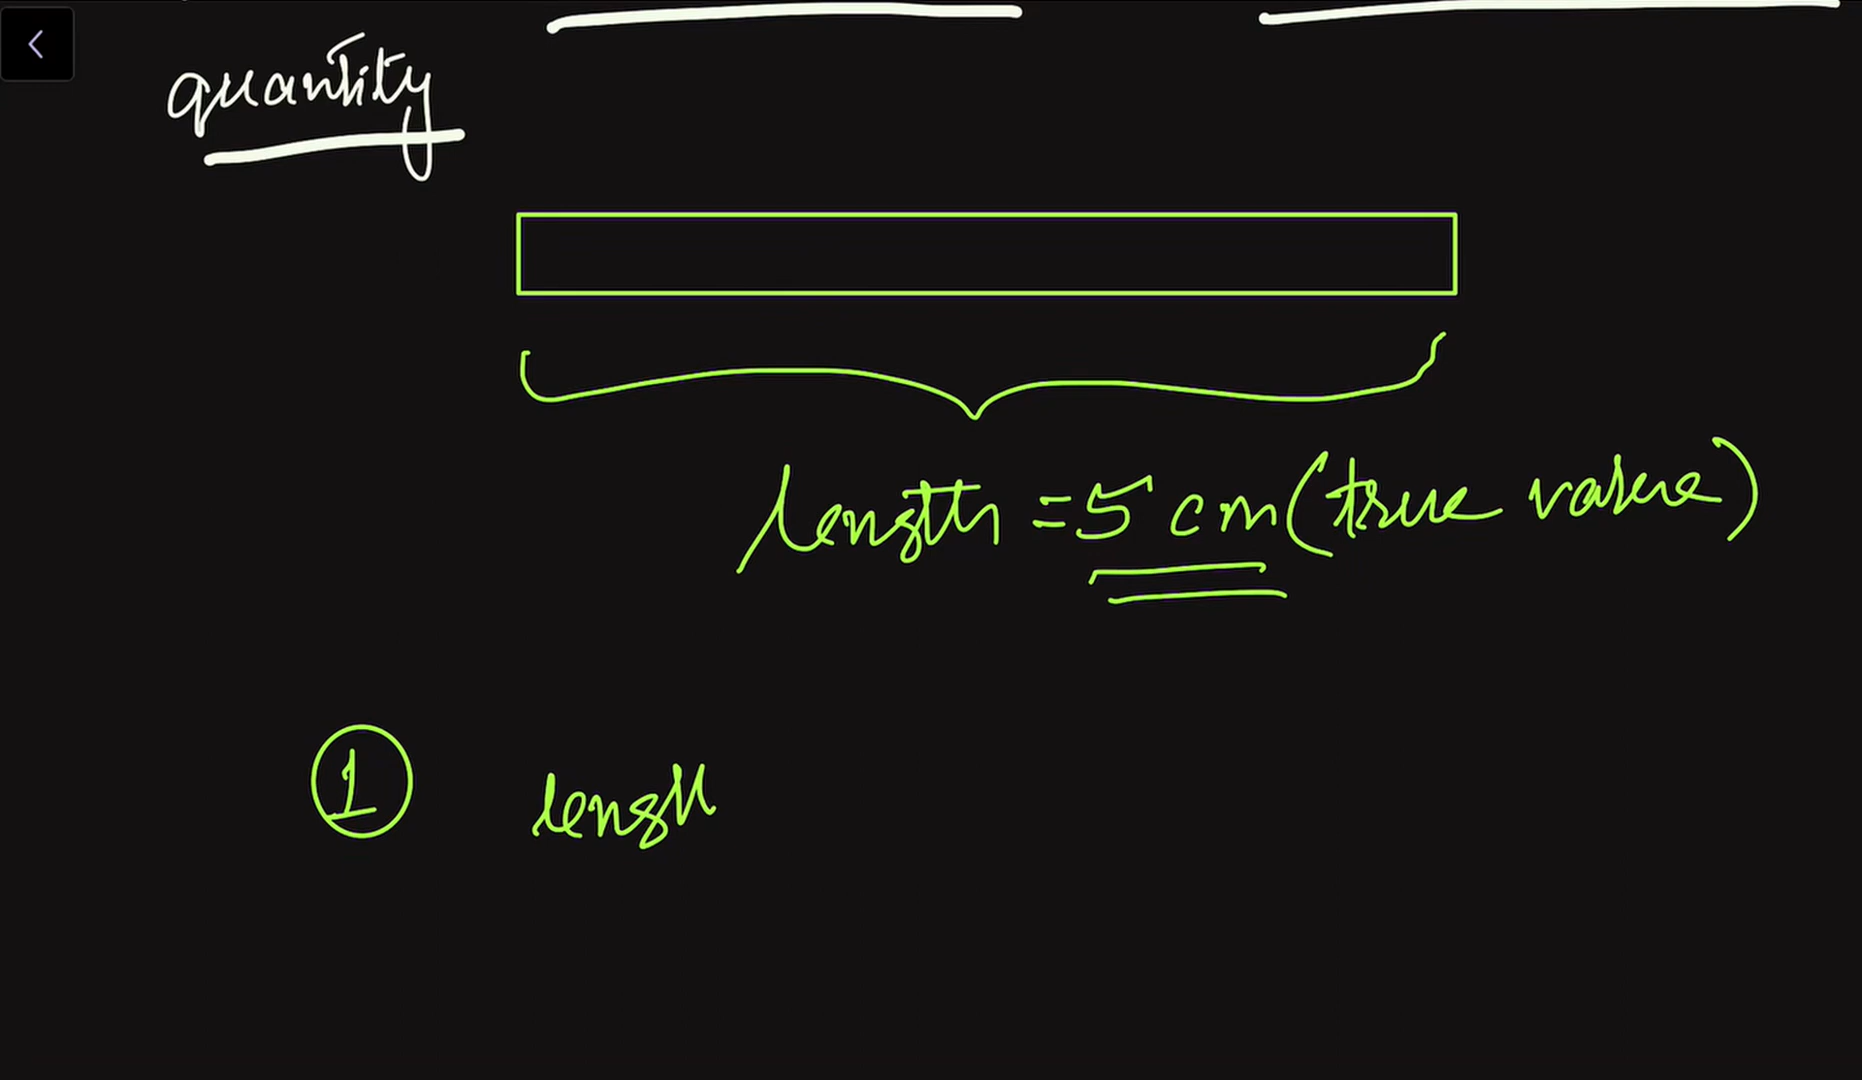 quantity
length = 5 cm (true value)
1 length